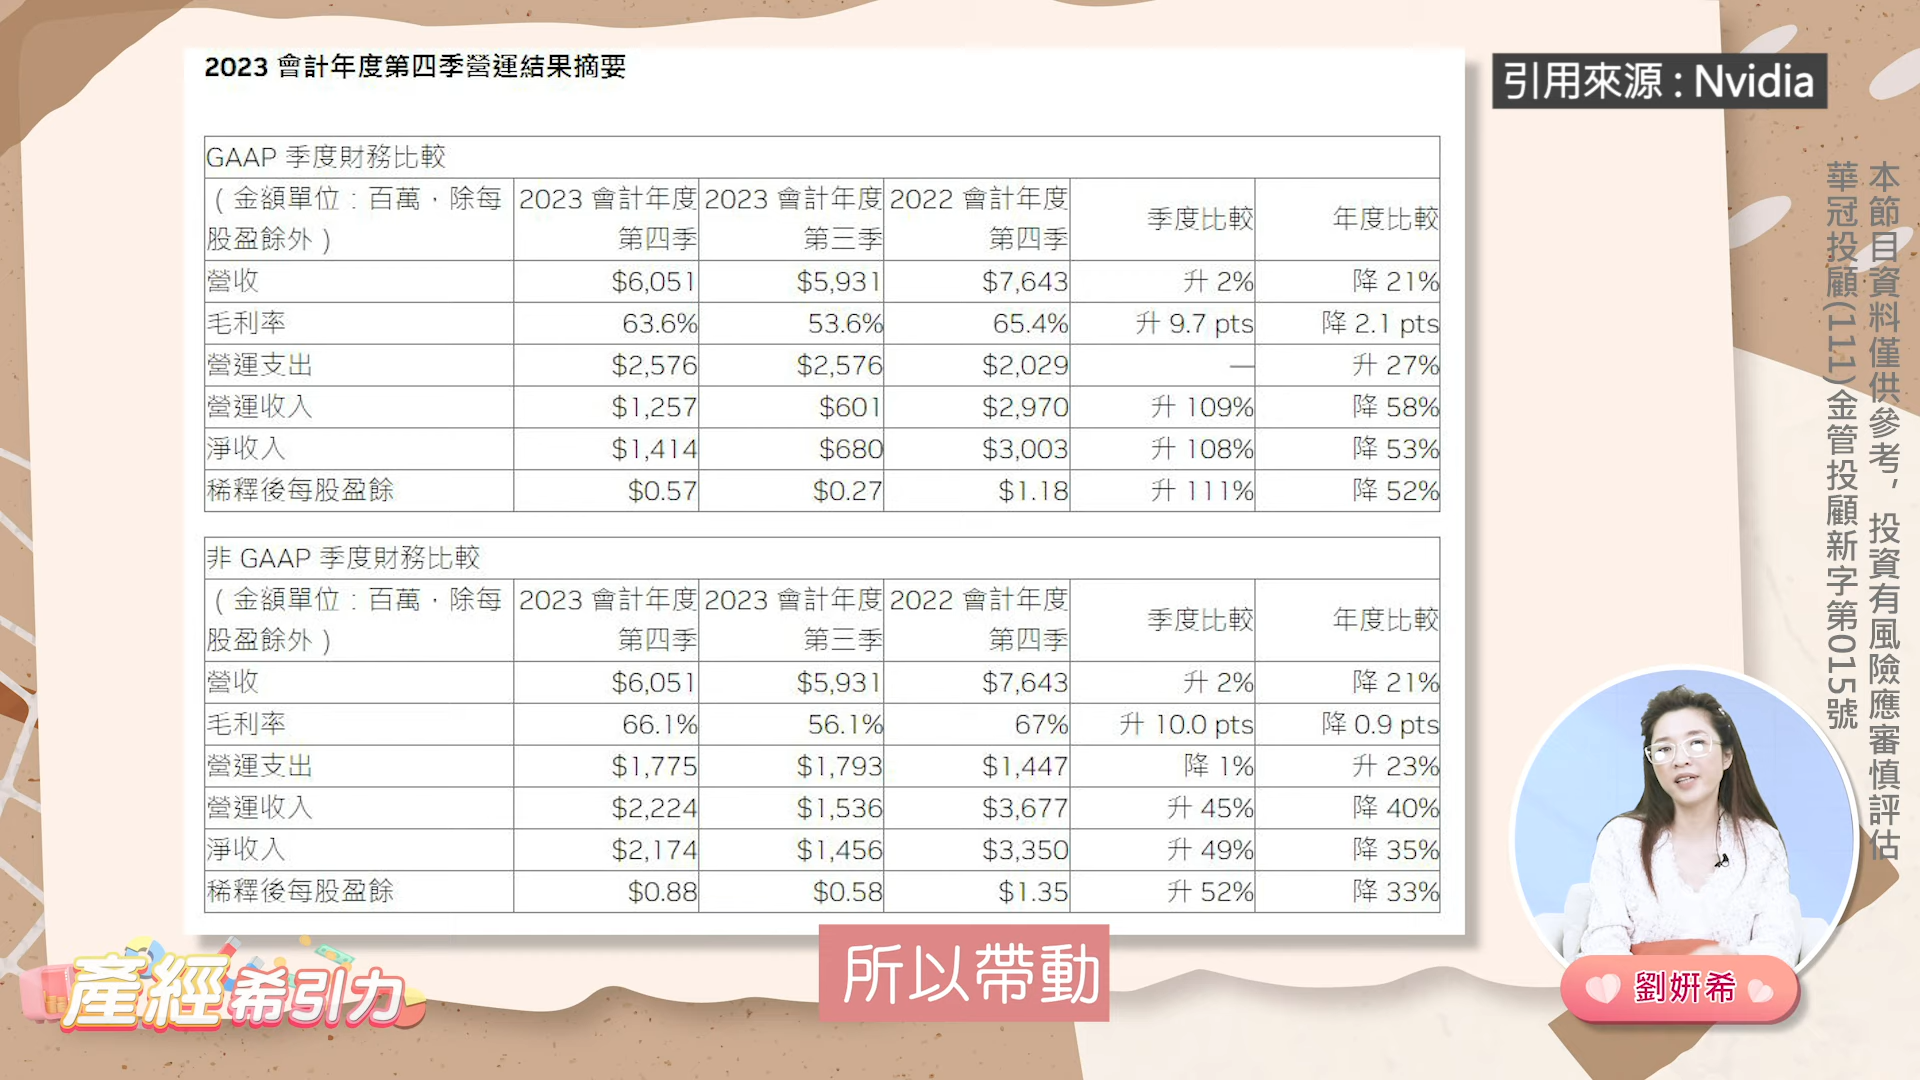 2023 會計年度第四季營運結果摘要
引用來源 : Nvidia
GAAP 季度財務比較
（金額單位：百萬，除每股盈餘外） 2023 會計年度第四季 2023 會計年度第三季 2022 會計年度第四季 季度比較 年度比較
營收 $6,051 $5,931 $7,643 升 2% 降 21%
毛利率 63.6% 53.6% 65.4% 升 9.7 pts 降 2.1 pts
營運支出 $2,576 $2,576 $2,029 — 升 27%
營運收入 $1,257 $601 $2,970 升 109% 降 58%
淨收入 $1,414 $680 $3,003 升 108% 降 53%
稀釋後每股盈餘 $0.57 $0.27 $1.18 升 111% 降 52%
非 GAAP 季度財務比較
（金額單位：百萬，除每股盈餘外） 2023 會計年度第四季 2023 會計年度第三季 2022 會計年度第四季 季度比較 年度比較
營收 $6,051 $5,931 $7,643 升 2% 降 21%
毛利率 66.1% 56.1% 67% 升 10.0 pts 降 0.9 pts
營運支出 $1,775 $1,793 $1,447 降 1% 升 23%
營運收入 $2,224 $1,536 $3,677 升 45% 降 40%
淨收入 $2,174 $1,456 $3,350 升 49% 降 35%
稀釋後每股盈餘 $0.88 $0.58 $1.35 升 52% 降 33%
本節目資料僅供參考，投資有風險應審慎評估
華冠投顧(111)金管投顧新字第015號
產經希引力
所以帶動
劉妍希